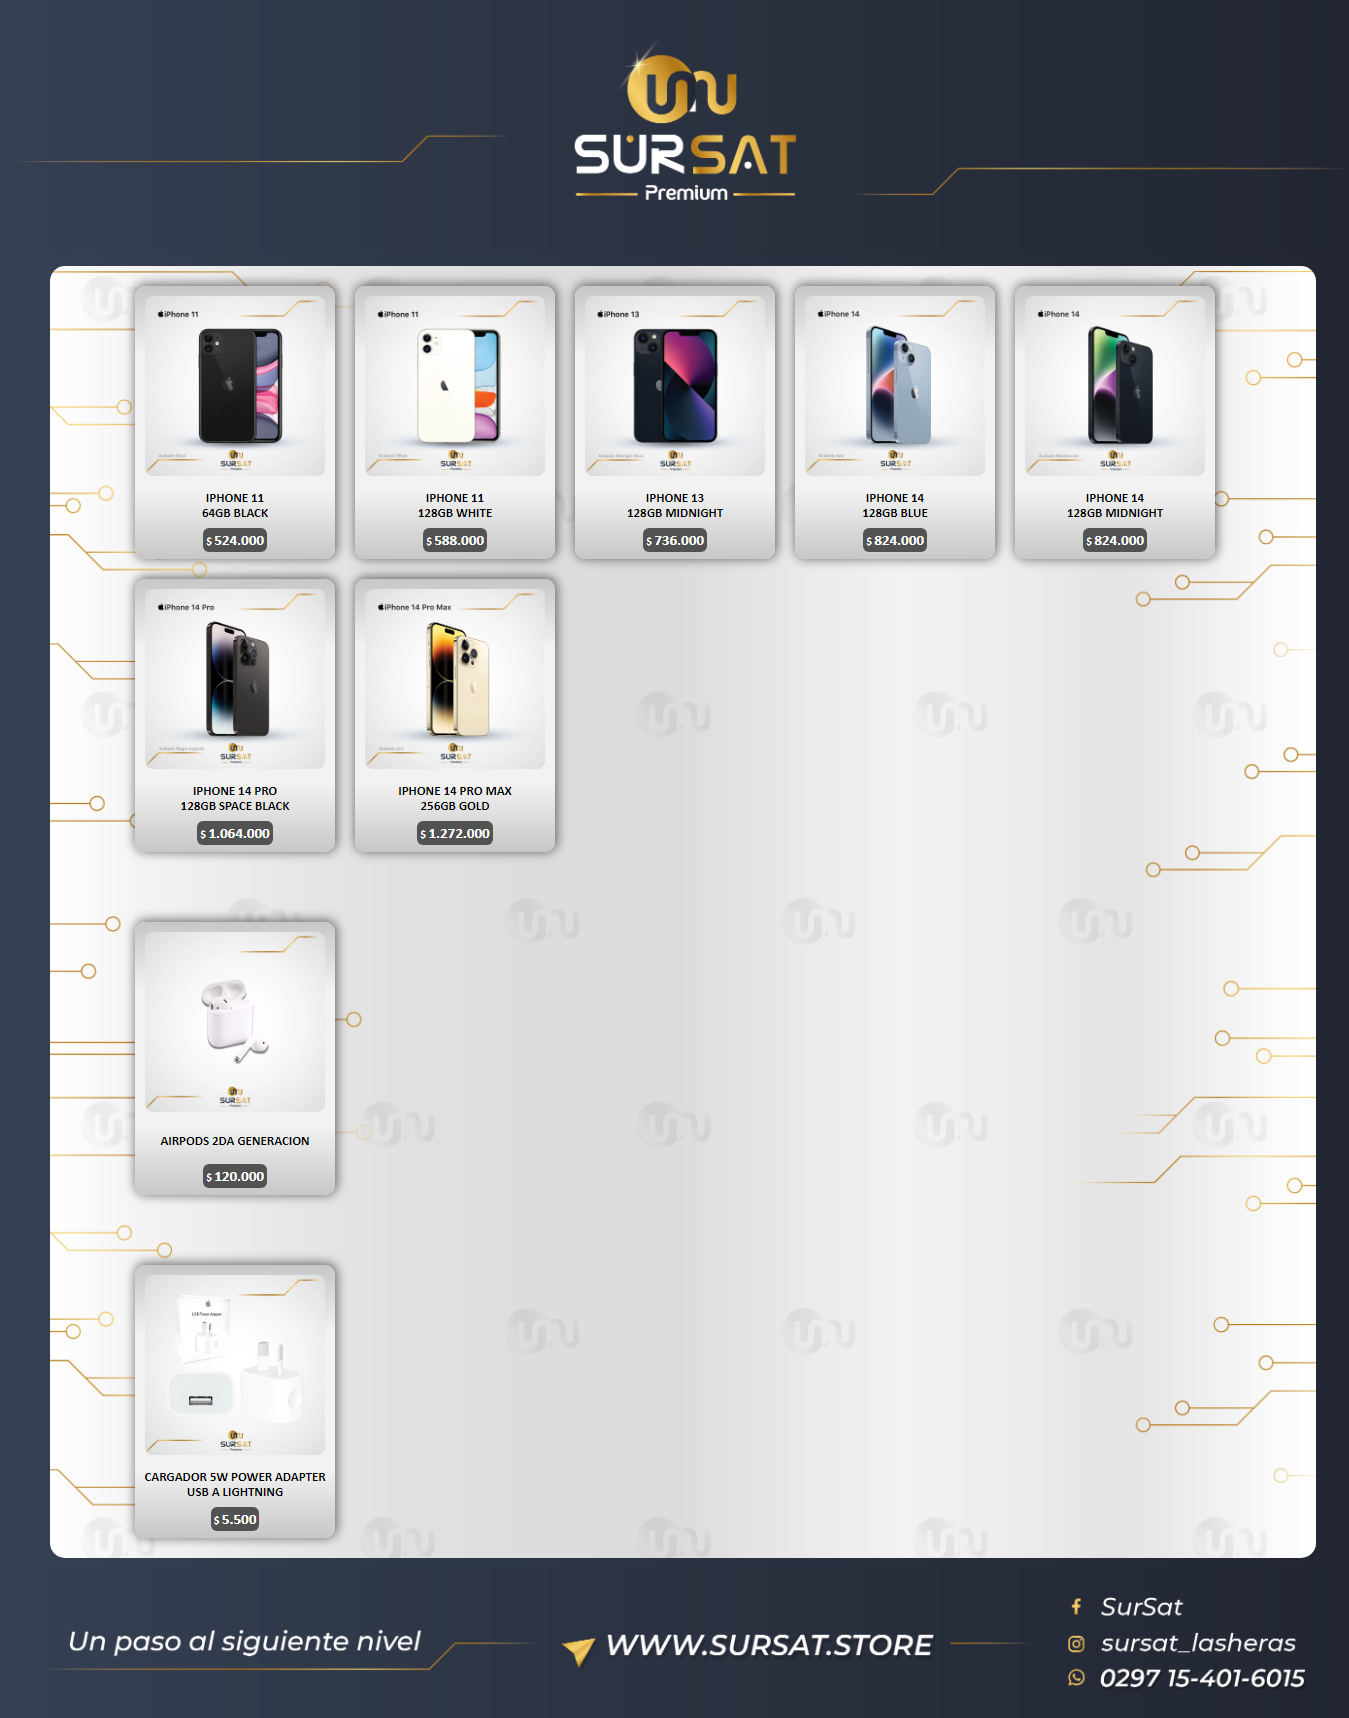 SURSAT
Premium
iPhone 11
iPhone 11
iPhone 13
iPhone 14
iPhone 14
SURSAT
SURSAT
SURSAT
SURSAT
SURSAT
IPHONE 11
64GB BLACK
$ 524.000
IPHONE 11
128GB WHITE
$ 588.000
IPHONE 13
128GB MIDNIGHT
$ 736.000
IPHONE 14
128GB BLUE
$ 824.000
IPHONE 14
128GB MIDNIGHT
$ 824.000
iPhone 14 Pro
iPhone 14 Pro Max
SURSAT
SURSAT
IPHONE 14 PRO
128GB SPACE BLACK
$ 1.064.000
IPHONE 14 PRO MAX
256GB GOLD
$ 1.272.000
SURSAT
AIRPODS 2DA GENERACION
$ 120.000
USB Power Adapter
SURSAT
CARGADOR 5W POWER ADAPTER
USB A LIGHTNING
$ 5.500
Un paso al siguiente nivel
WWW.SURSAT.STORE
SurSat
sursat_lasheras
0297 15-401-6015